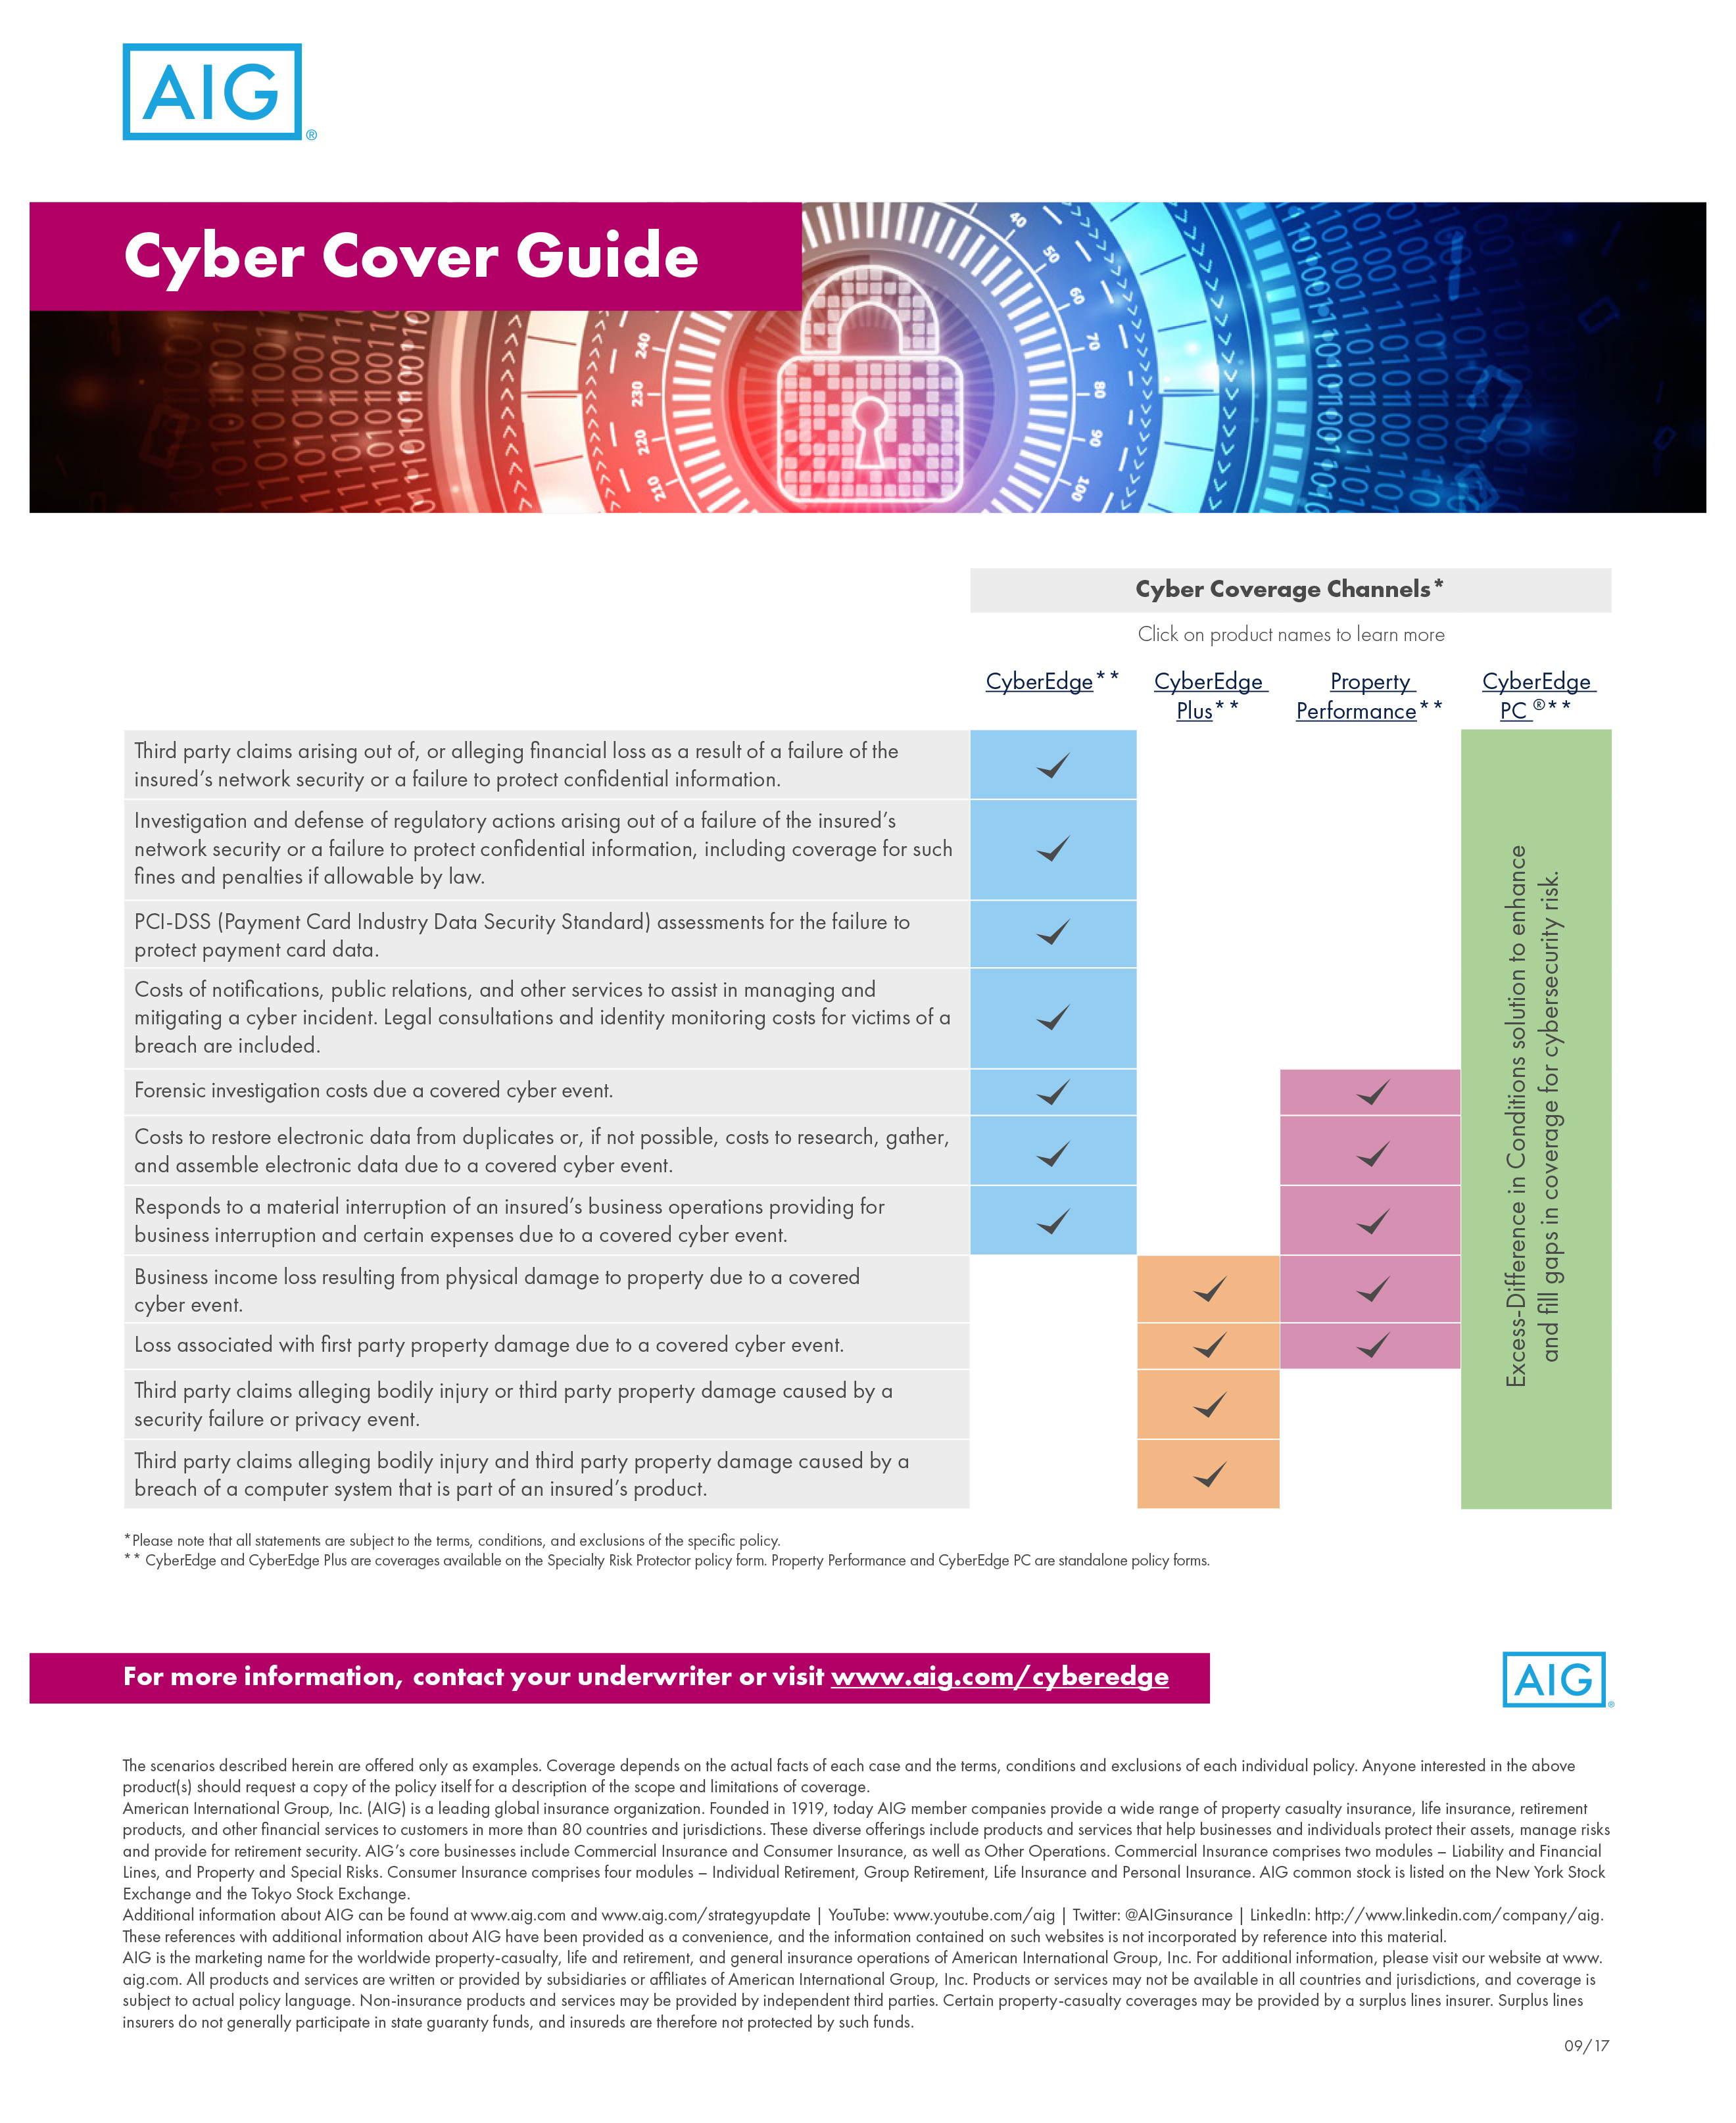 AIG
®
Cyber Cover Guide
40
50
60
70
80
90
100
240
230
220
210
Cyber Coverage Channels*
Click on product names to learn more
CyberEdge**
CyberEdge
Plus**
Property
Performance**
CyberEdge
PC ®**
Third party claims arising out of, or alleging financial loss as a result of a failure of the
insured’s network security or a failure to protect confidential information.
Investigation and defense of regulatory actions arising out of a failure of the insured’s
network security or a failure to protect confidential information, including coverage for such
fines and penalties if allowable by law.
PCI-DSS (Payment Card Industry Data Security Standard) assessments for the failure to
protect payment card data.
Costs of notifications, public relations, and other services to assist in managing and
mitigating a cyber incident. Legal consultations and identity monitoring costs for victims of a
breach are included.
Forensic investigation costs due a covered cyber event.
Costs to restore electronic data from duplicates or, if not possible, costs to research, gather,
and assemble electronic data due to a covered cyber event.
Responds to a material interruption of an insured’s business operations providing for
business interruption and certain expenses due to a covered cyber event.
Business income loss resulting from physical damage to property due to a covered
cyber event.
Loss associated with first party property damage due to a covered cyber event.
Third party claims alleging bodily injury or third party property damage caused by a
security failure or privacy event.
Third party claims alleging bodily injury and third party property damage caused by a
breach of a computer system that is part of an insured’s product.
Excess-Difference in Conditions solution to enhance
and fill gaps in coverage for cybersecurity risk.
*Please note that all statements are subject to the terms, conditions, and exclusions of the specific policy.
** CyberEdge and CyberEdge Plus are coverages available on the Specialty Risk Protector policy form. Property Performance and CyberEdge PC are standalone policy forms.
For more information, contact your underwriter or visit www.aig.com/cyberedge
AIG
®
The scenarios described herein are offered only as examples. Coverage depends on the actual facts of each case and the terms, conditions and exclusions of each individual policy. Anyone interested in the above
product(s) should request a copy of the policy itself for a description of the scope and limitations of coverage.
American International Group, Inc. (AIG) is a leading global insurance organization. Founded in 1919, today AIG member companies provide a wide range of property casualty insurance, life insurance, retirement
products, and other financial services to customers in more than 80 countries and jurisdictions. These diverse offerings include products and services that help businesses and individuals protect their assets, manage risks
and provide for retirement security. AIG’s core businesses include Commercial Insurance and Consumer Insurance, as well as Other Operations. Commercial Insurance comprises two modules – Liability and Financial
Lines, and Property and Special Risks. Consumer Insurance comprises four modules – Individual Retirement, Group Retirement, Life Insurance and Personal Insurance. AIG common stock is listed on the New York Stock
Exchange and the Tokyo Stock Exchange.
Additional information about AIG can be found at www.aig.com and www.aig.com/strategyupdate | YouTube: www.youtube.com/aig | Twitter: @AIGinsurance | LinkedIn: http://www.linkedin.com/company/aig.
These references with additional information about AIG have been provided as a convenience, and the information contained on such websites is not incorporated by reference into this material.
AIG is the marketing name for the worldwide property-casualty, life and retirement, and general insurance operations of American International Group, Inc. For additional information, please visit our website at www.
aig.com. All products and services are written or provided by subsidiaries or affiliates of American International Group, Inc. Products or services may not be available in all countries and jurisdictions, and coverage is
subject to actual policy language. Non-insurance products and services may be provided by independent third parties. Certain property-casualty coverages may be provided by a surplus lines insurer. Surplus lines
insurers do not generally participate in state guaranty funds, and insureds are therefore not protected by such funds.
09/17